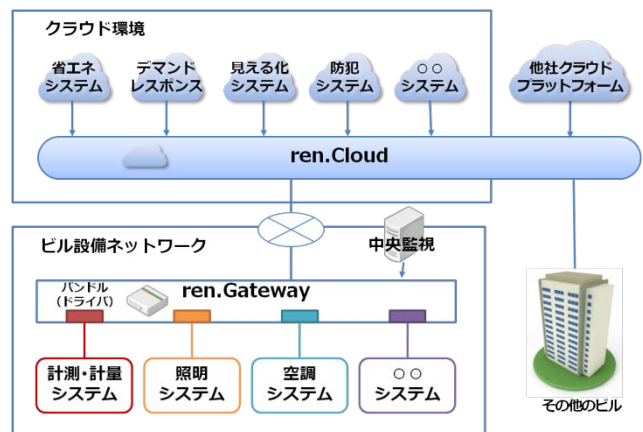 クラウド環境
省エネ
システム
デマンド
レスポンス
見える化
システム
防犯
システム
○○
システム
他社クラウド
プラットフォーム
ren.Cloud
ビル設備ネットワーク
中央監視
バンドル
(ドライバ)
ren.Gateway
計測・計量
システム
照明
システム
空調
システム
○○
システム
その他のビル